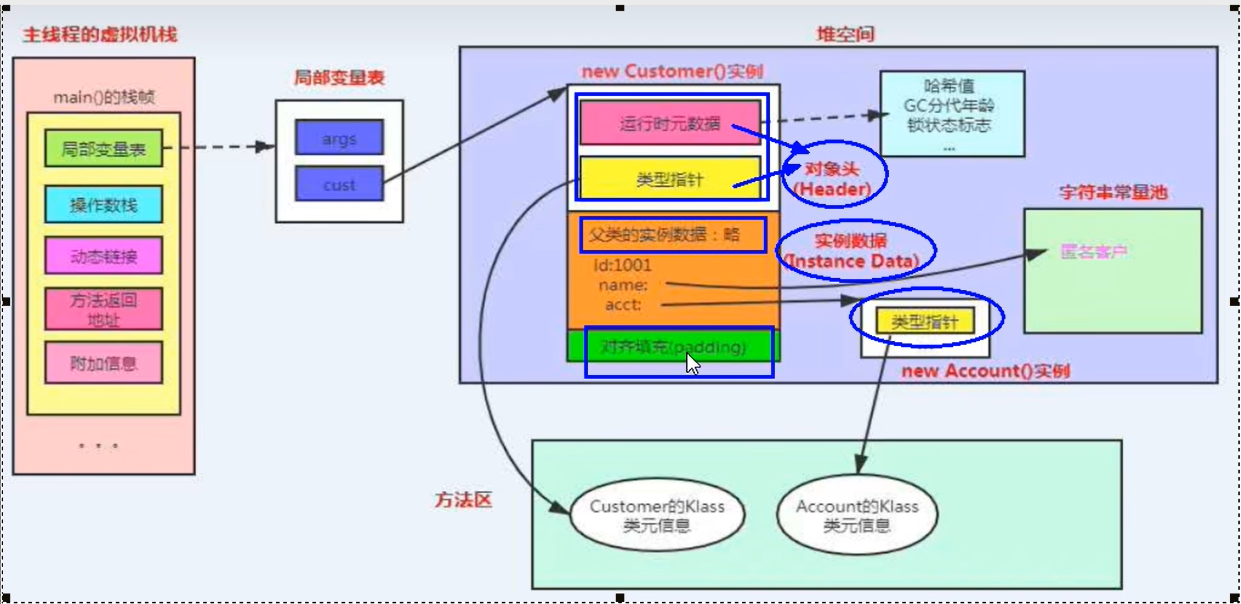 主线程的虚拟机栈
main()的栈帧
局部变量表
操作数栈
动态链接
方法返回
地址
附加信息
. . .
局部变量表
args
cust
堆空间
new Customer()实例
运行时元数据
类型指针
对象头
(Header)
哈希值
GC分代年龄
锁状态标志
...
父类的实例数据：略
id:1001
name:
acct:
实例数据
(Instance Data)
对齐填充(padding)
字符串常量池
匿名客户
类型指针
new Account()实例
方法区
Customer的Klass
类元信息
Account的Klass
类元信息